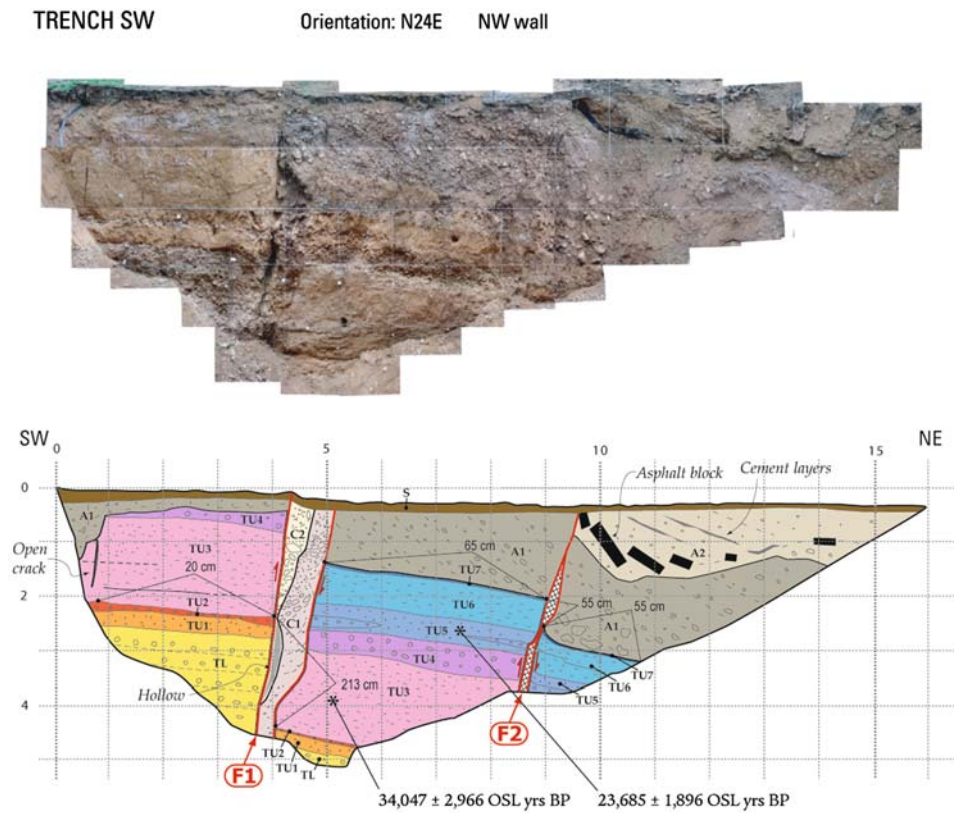 TRENCH SW Orientation: N24E NW wall
SW 0 5 10 15 NE
Asphalt block Cement layers
0
S
A1
TU4
C2
A1
A2
65 cm
TU3
TU7
55 cm 55 cm
Open
crack
20 cm
2
TU2
TU6
TU1
C1
TU5
A1
TL
TU4
TU7
TU6
Hollow
213 cm
TU3
TU5
4
F2
TU2
F1
TU1
TL
34,047 ± 2,966 OSL yrs BP 23,685 ± 1,896 OSL yrs BP